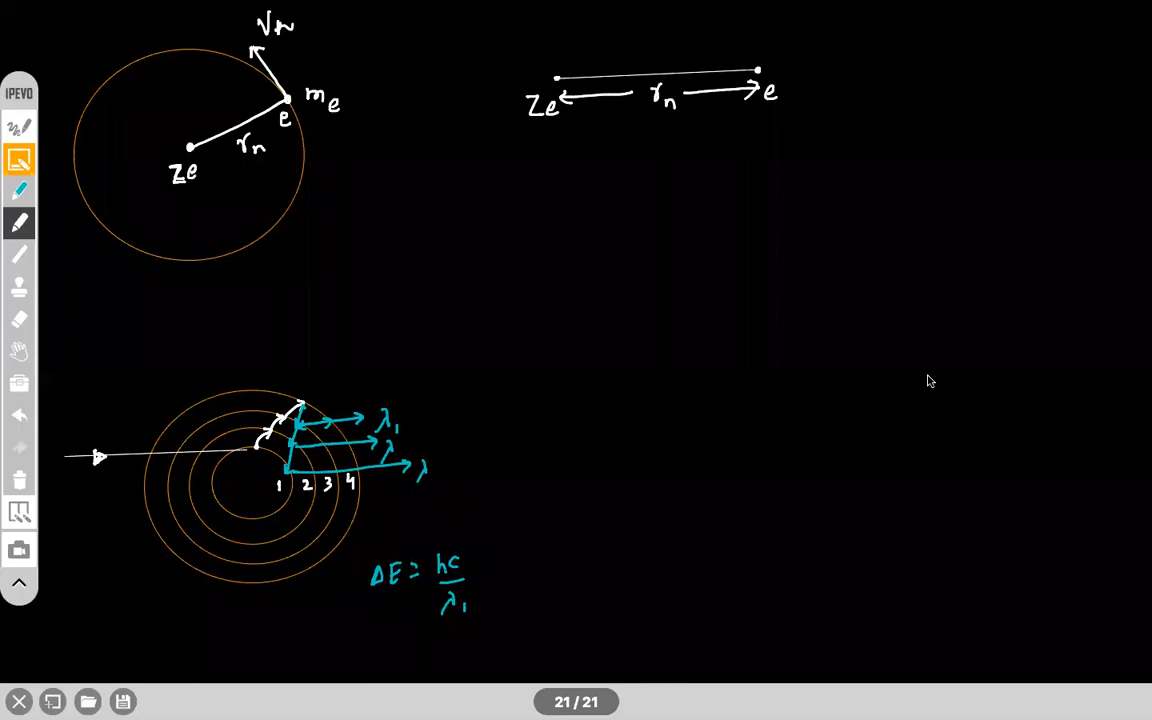 Vn
me
e
rn
Ze
Ze rn e
IPEVO
λ1
λ
λ
1 2 3 4
ΔE = hc
λ1
21 / 21